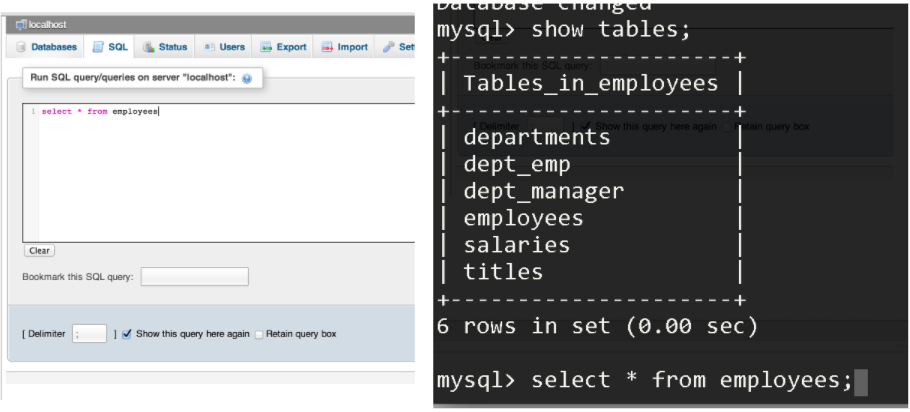 localhost
Databases SQL Status Users Export Import
Run SQL query/queries on server "localhost":
1 select * from employees
Clear
Bookmark this SQL query:
[ Delimiter ; ] Show this query here again Retain query box
Database changed
mysql> show tables;
+----------------------+
| Tables_in_employees |
+----------------------+
| departments |
| dept_emp |
| dept_manager |
| employees |
| salaries |
| titles |
+----------------------+
6 rows in set (0.00 sec)
mysql> select * from employees;